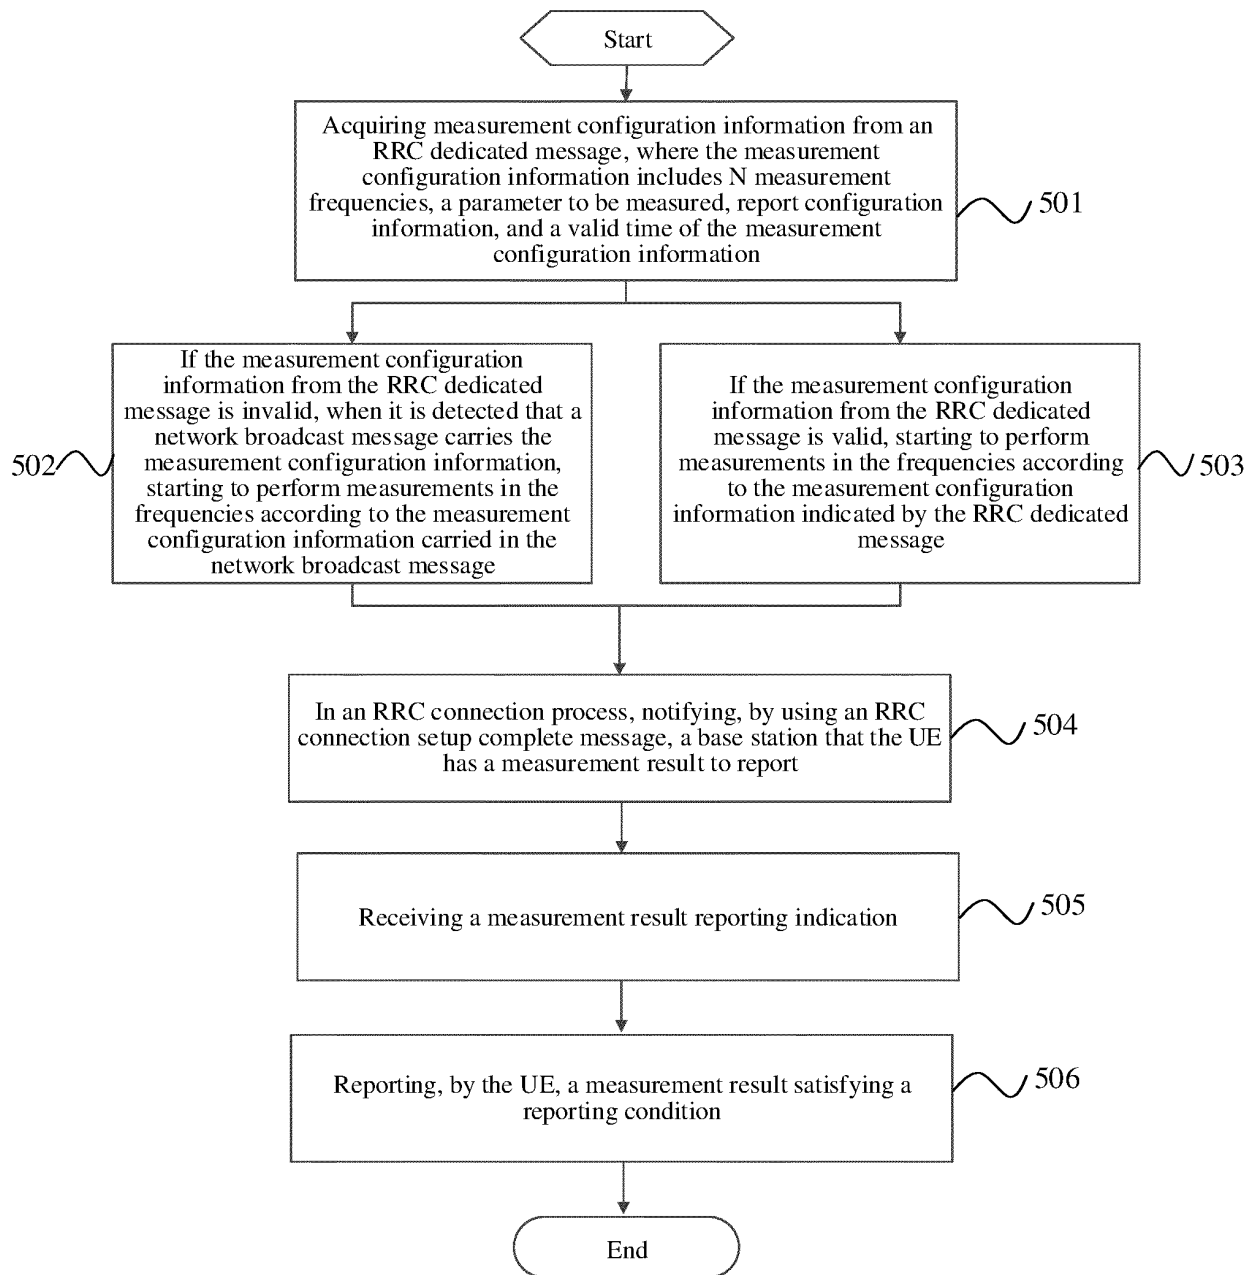 Start
Acquiring measurement configuration information from an
RRC dedicated message, where the measurement
configuration information includes N measurement
frequencies, a parameter to be measured, report configuration
information, and a valid time of the measurement
configuration information
501
If the measurement configuration
information from the RRC dedicated
message is invalid, when it is detected that a
network broadcast message carries the
measurement configuration information,
starting to perform measurements in the
frequencies according to the measurement
configuration information carried in the
network broadcast message
502
If the measurement configuration
information from the RRC dedicated
message is valid, starting to perform
measurements in the frequencies according
to the measurement configuration
information indicated by the RRC dedicated
message
503
In an RRC connection process, notifying, by using an RRC
connection setup complete message, a base station that the UE
has a measurement result to report
504
Receiving a measurement result reporting indication
505
Reporting, by the UE, a measurement result satisfying a
reporting condition
506
End